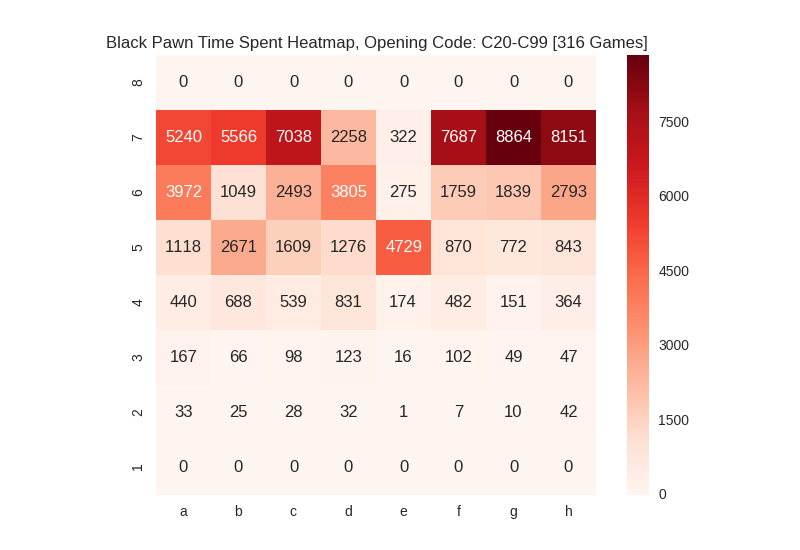 Black Pawn Time Spent Heatmap, Opening Code: C20-C99 [316 Games]
8 0 0 0 0 0 0 0 0
7 5240 5566 7038 2258 322 7687 8864 8151
6 3972 1049 2493 3805 275 1759 1839 2793
5 1118 2671 1609 1276 4729 870 772 843
4 440 688 539 831 174 482 151 364
3 167 66 98 123 16 102 49 47
2 33 25 28 32 1 7 10 42
1 0 0 0 0 0 0 0 0
a b c d e f g h
7500
6000
4500
3000
1500
0